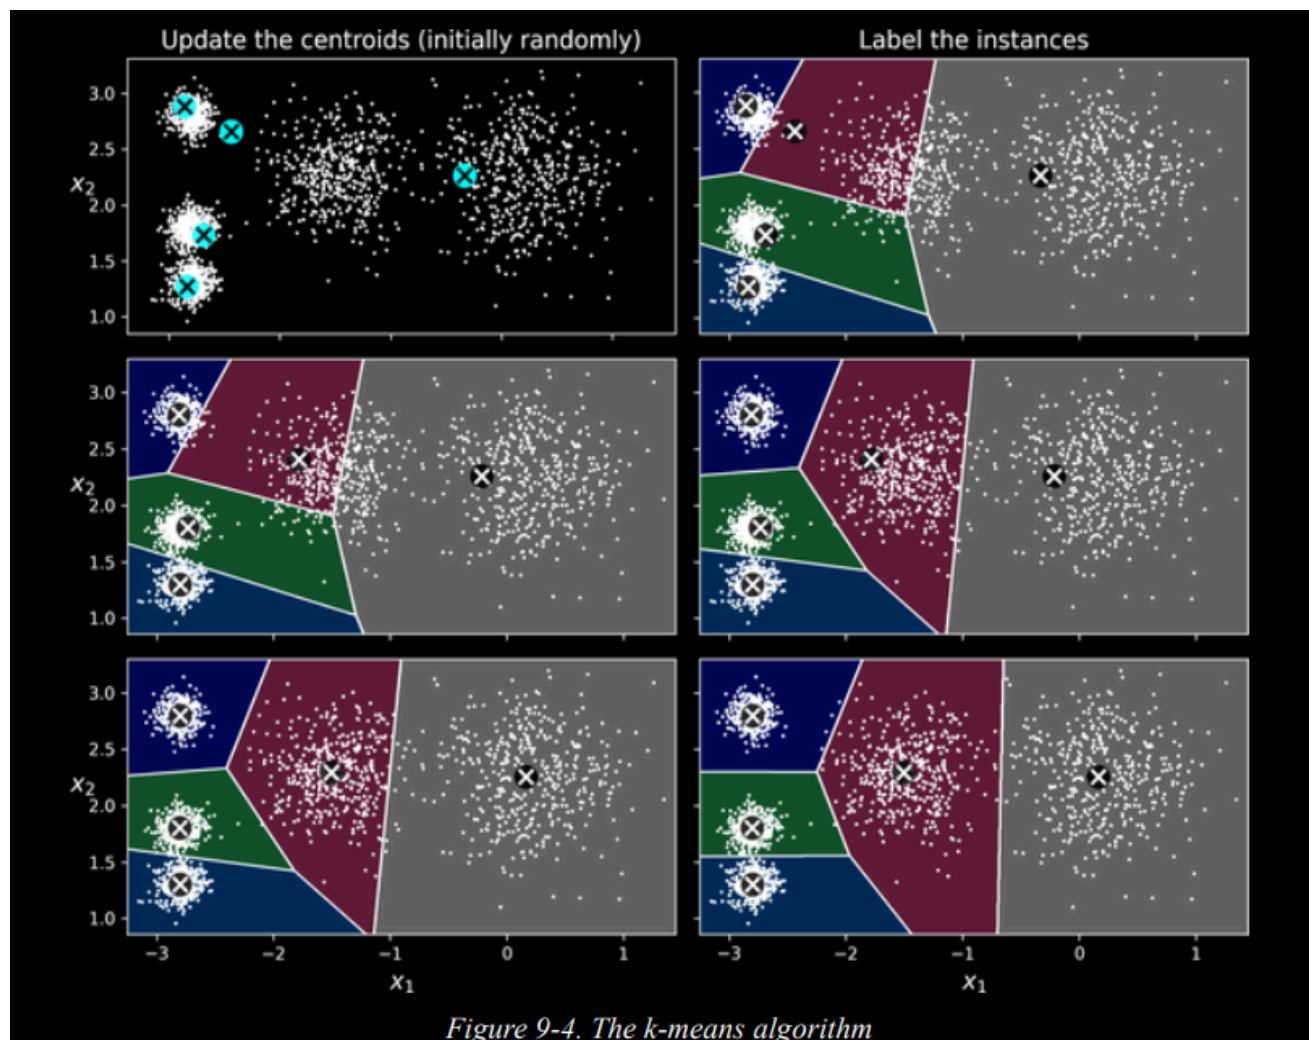 Update the centroids (initially randomly)
Label the instances
3.0
2.5
x₂
2.0
1.5
1.0
3.0
2.5
x₂
2.0
1.5
1.0
3.0
2.5
x₂
2.0
1.5
1.0
−3 −2 −1 0 1
−3 −2 −1 0 1
x₁
x₁
Figure 9-4. The k-means algorithm